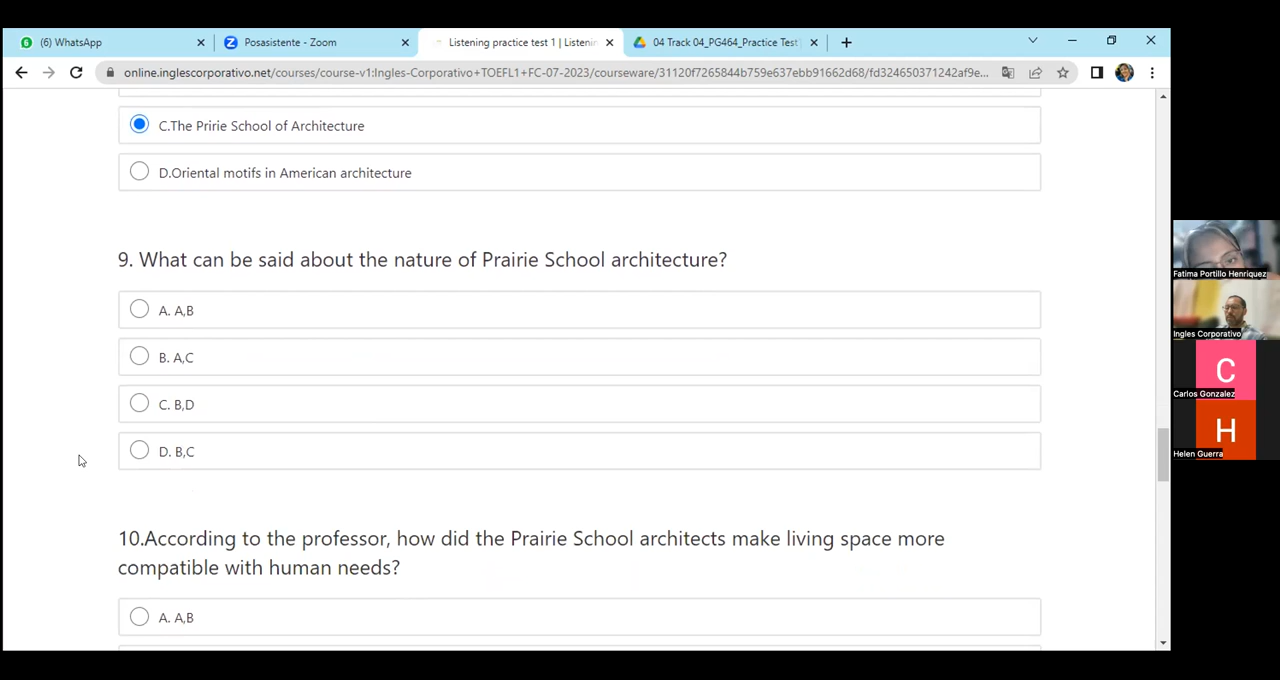 (6) WhatsApp
Posasistente - Zoom
Listening practice test 1 | Listenin
04 Track 04_PG464_Practice Test
online.inglescorporativo.net/courses/course-v1:Ingles-Corporativo+TOEFL1+FC-07-2023/courseware/31120f7265844b759e637ebb91662d68/fd324650371242af9e...
C.The Pririe School of Architecture
D.Oriental motifs in American architecture
9. What can be said about the nature of Prairie School architecture?
A. A,B
B. A,C
C. B,D
D. B,C
10.According to the professor, how did the Prairie School architects make living space more
compatible with human needs?
A. A,B
Fatima Portillo Henriquez
Ingles Corporativo
C
Carlos Gonzalez
H
Helen Guerra